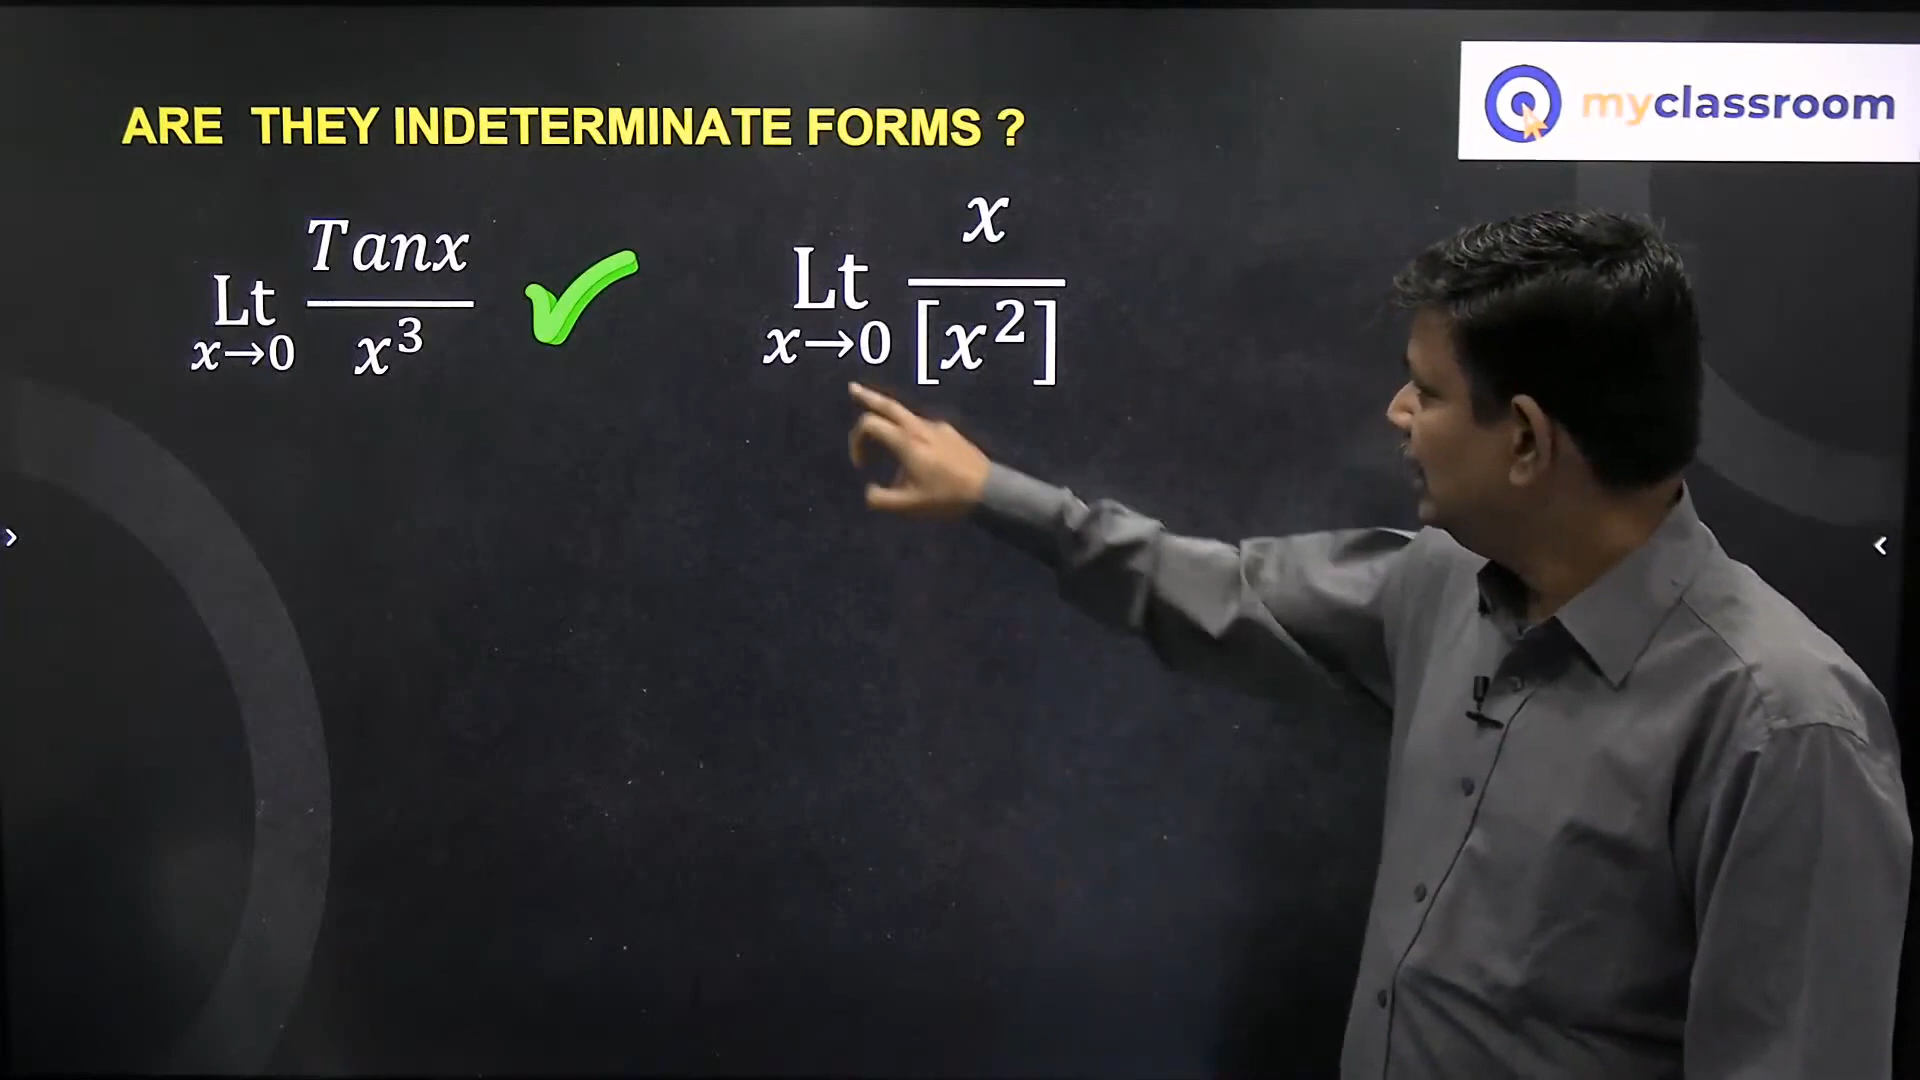 myclassroom
ARE THEY INDETERMINATE FORMS ?
Lt x→0 Tanx / x³
Lt x→0 x / [x²]